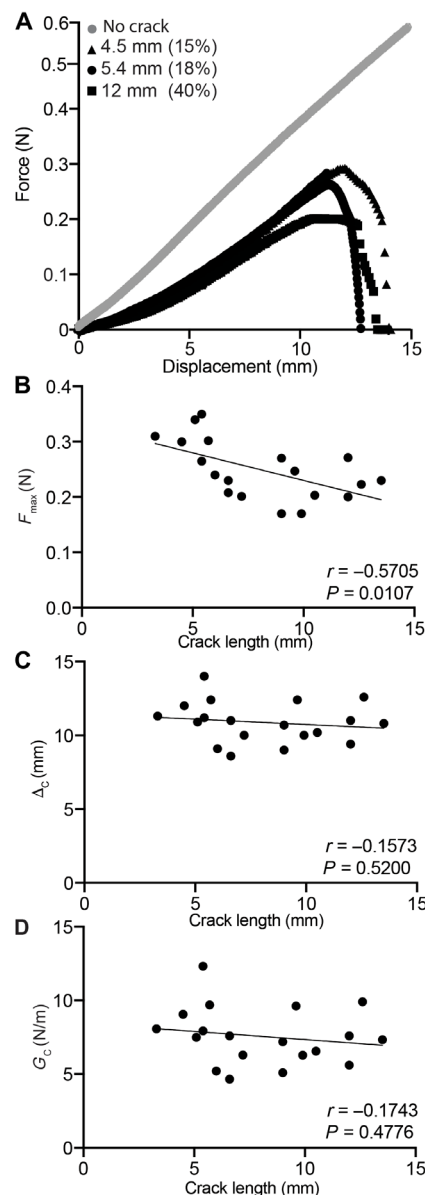 A
No crack
4.5 mm (15%)
5.4 mm (18%)
12 mm (40%)
Force (N)
0.6
0.5
0.4
0.3
0.2
0.1
0
0 5 10 15
Displacement (mm)
B
Fmax (N)
0.4
0.3
0.2
0.1
0.0
0 5 10 15
r = –0.5705
P = 0.0107
Crack length (mm)
C
ΔC (mm)
15
10
5
0
0 5 10 15
r = –0.1573
P = 0.5200
Crack length (mm)
D
GC (N/m)
15
10
5
0
0 5 10 15
r = –0.1743
P = 0.4776
Crack length (mm)